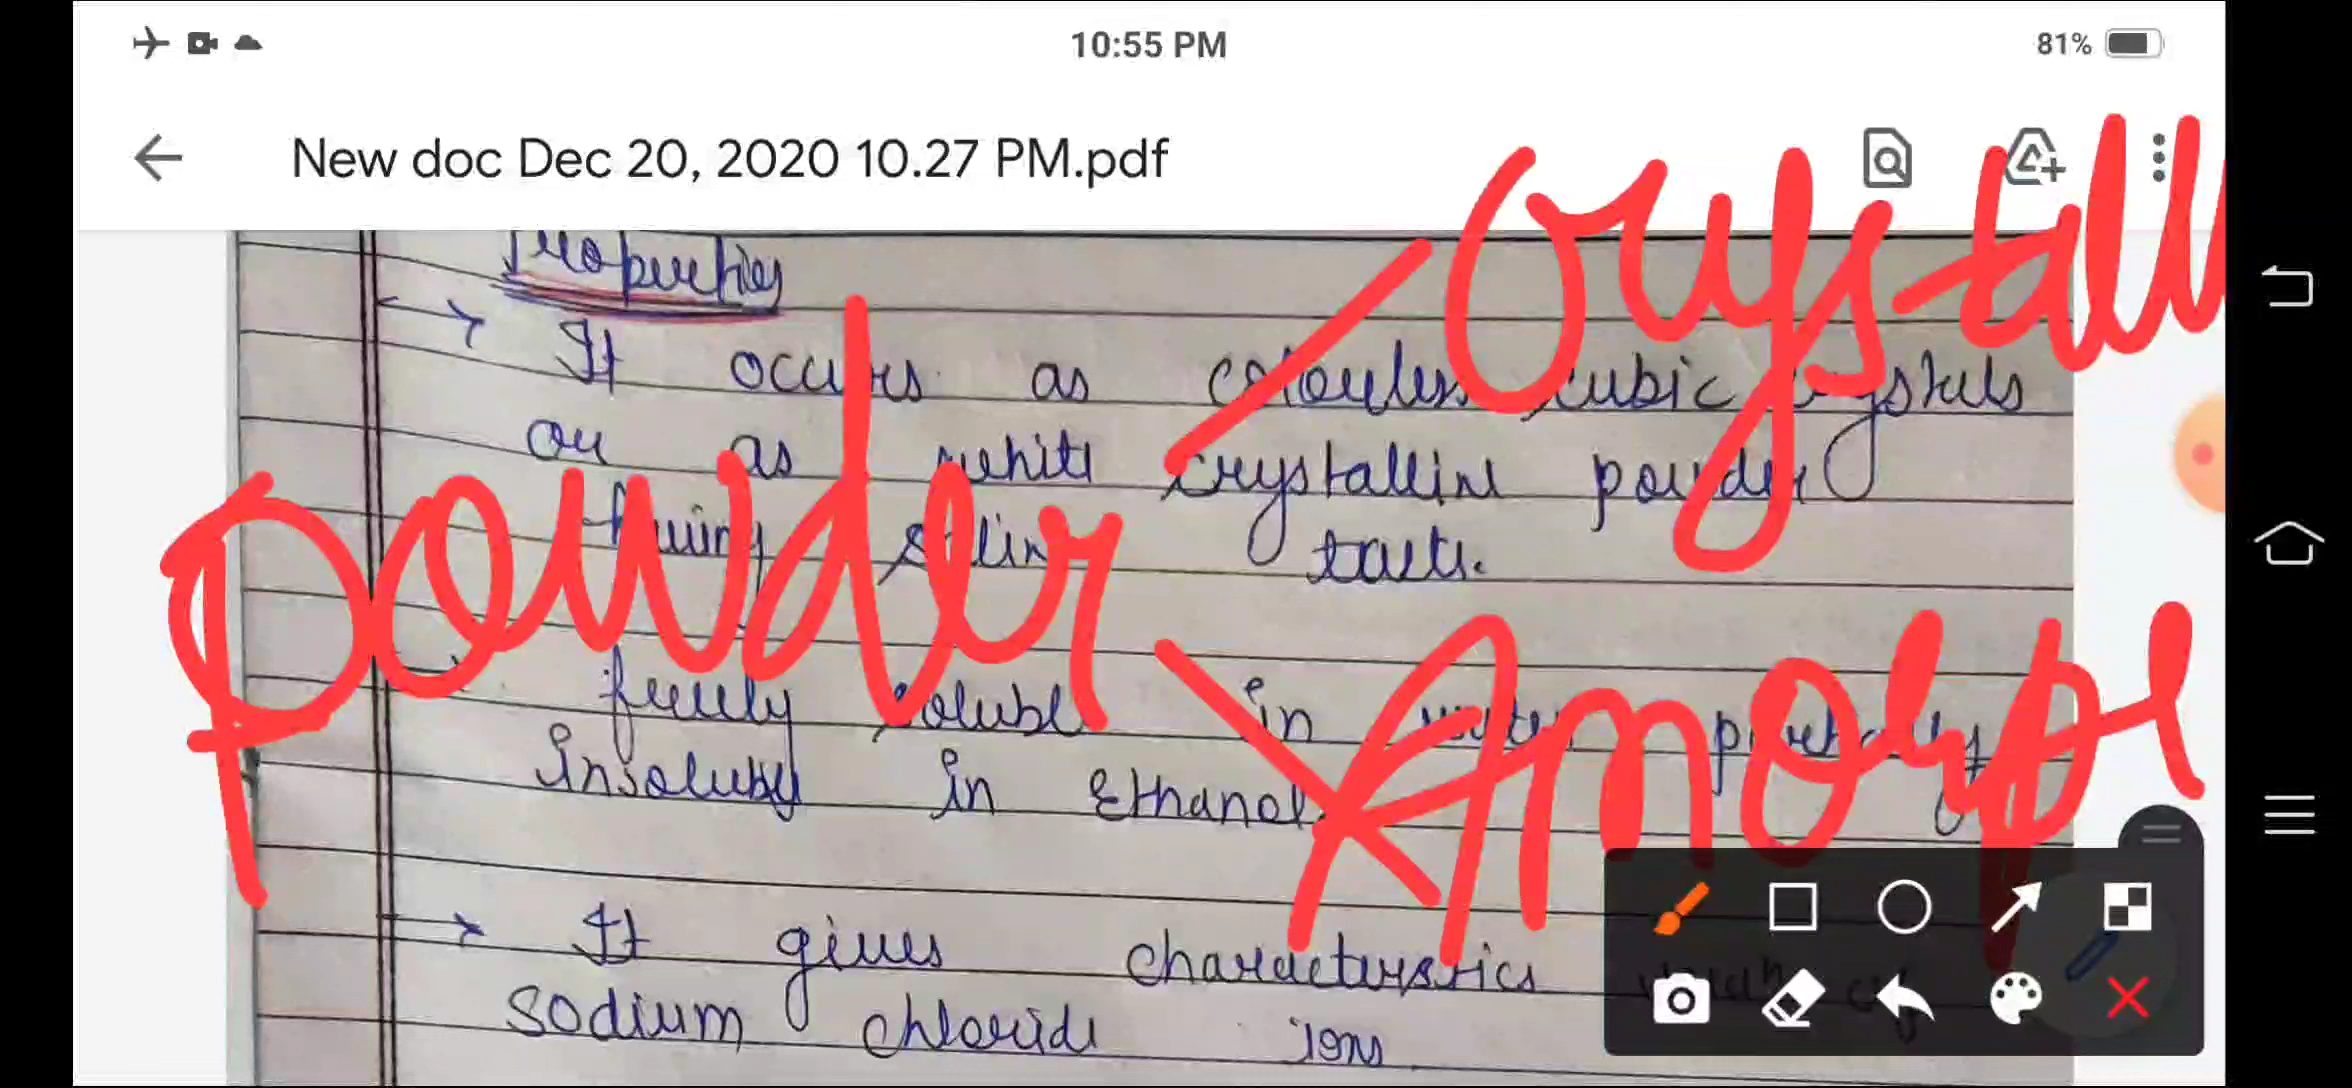 10:55 PM
81%
New doc Dec 20, 2020 10.27 PM.pdf
Properties
It occurs as colourless cubic crystals
or as white crystalline powder
having saline taste.
freely soluble in water
insoluble in Ethanol.
It gives characterstics
Sodium chloride ions
powder
crystall
Amorp